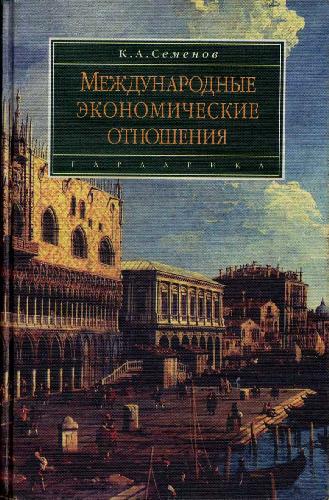 К.А.Семенов
МЕЖДУНАРОДНЫЕ
ЭКОНОМИЧЕСКИЕ
ОТНОШЕНИЯ
ГАРДАРИКА